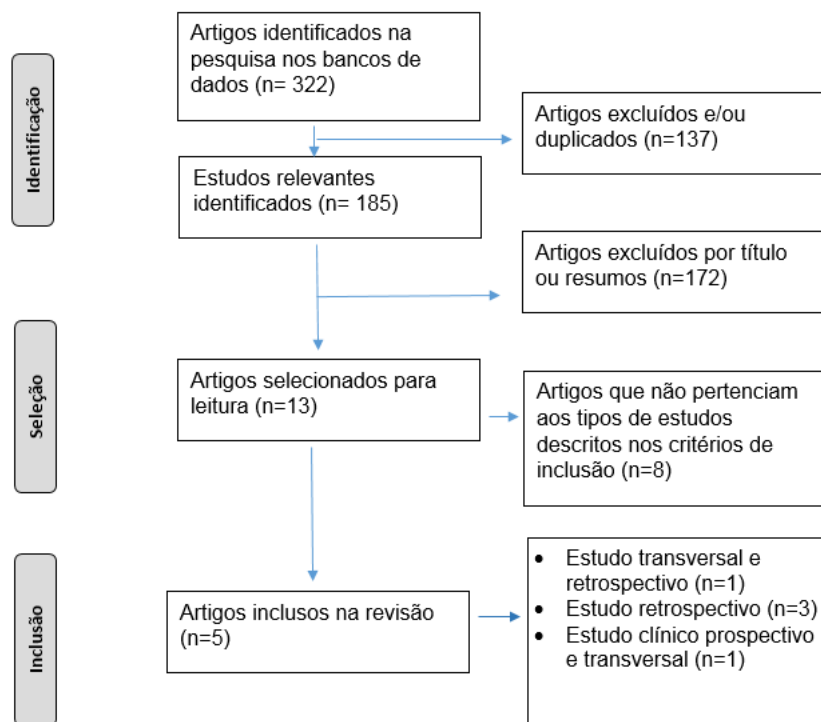 Identificação
Artigos identificados na
pesquisa nos bancos de
dados (n= 322)
Artigos excluídos e/ou
duplicados (n=137)
Estudos relevantes
identificados (n= 185)
Artigos excluídos por título
ou resumos (n=172)
Seleção
Artigos selecionados para
leitura (n=13)
Artigos que não pertenciam
aos tipos de estudos
descritos nos critérios de
inclusão (n=8)
Inclusão
Artigos inclusos na revisão
(n=5)
• Estudo transversal e
retrospectivo (n=1)
• Estudo retrospectivo (n=3)
• Estudo clínico prospectivo
e transversal (n=1)